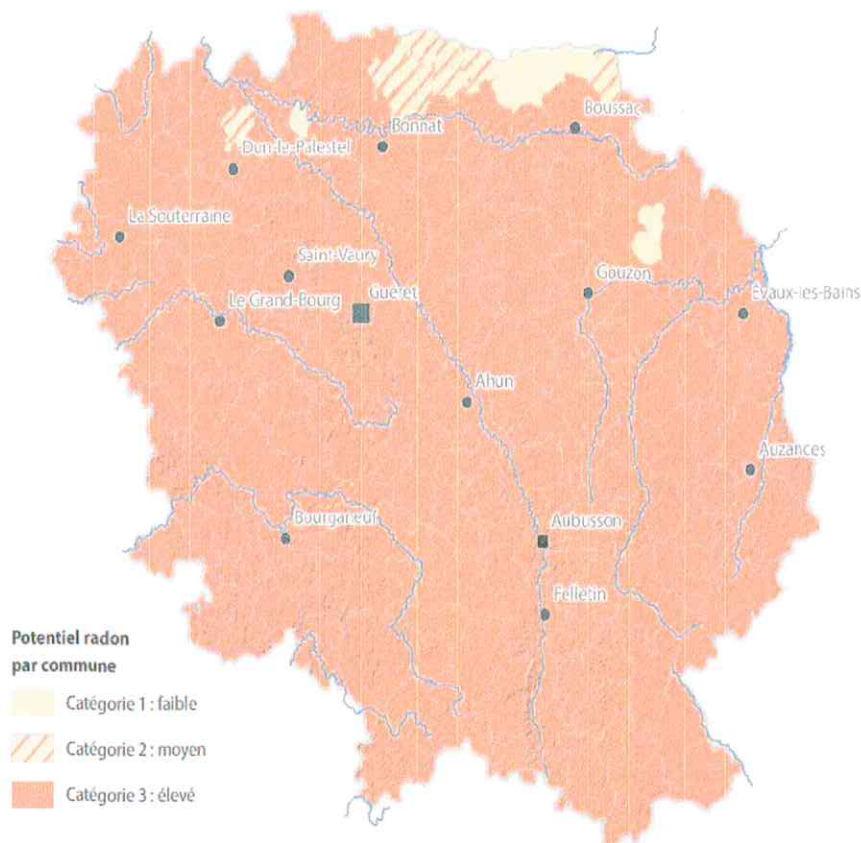 Boussac
Bonnat
Dun-le-Palestel
La Souterraine
Saint-Vaury
Gouzon
Guéret
Le Grand-Bourg
Évaux-les-Bains
Ahun
Auzances
Bourganeuf
Aubusson
Felletin
Potentiel radon
par commune
Catégorie 1 : faible
Catégorie 2 : moyen
Catégorie 3 : élevé